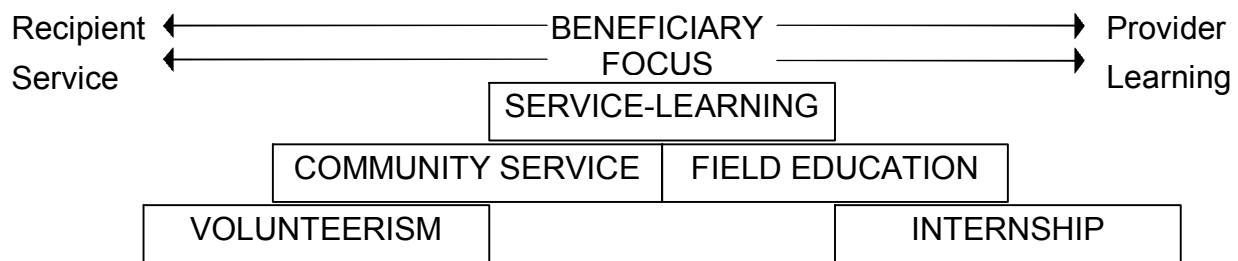 Recipient BENEFICIARY Provider
Service FOCUS Learning
SERVICE-LEARNING
COMMUNITY SERVICE FIELD EDUCATION
VOLUNTEERISM INTERNSHIP